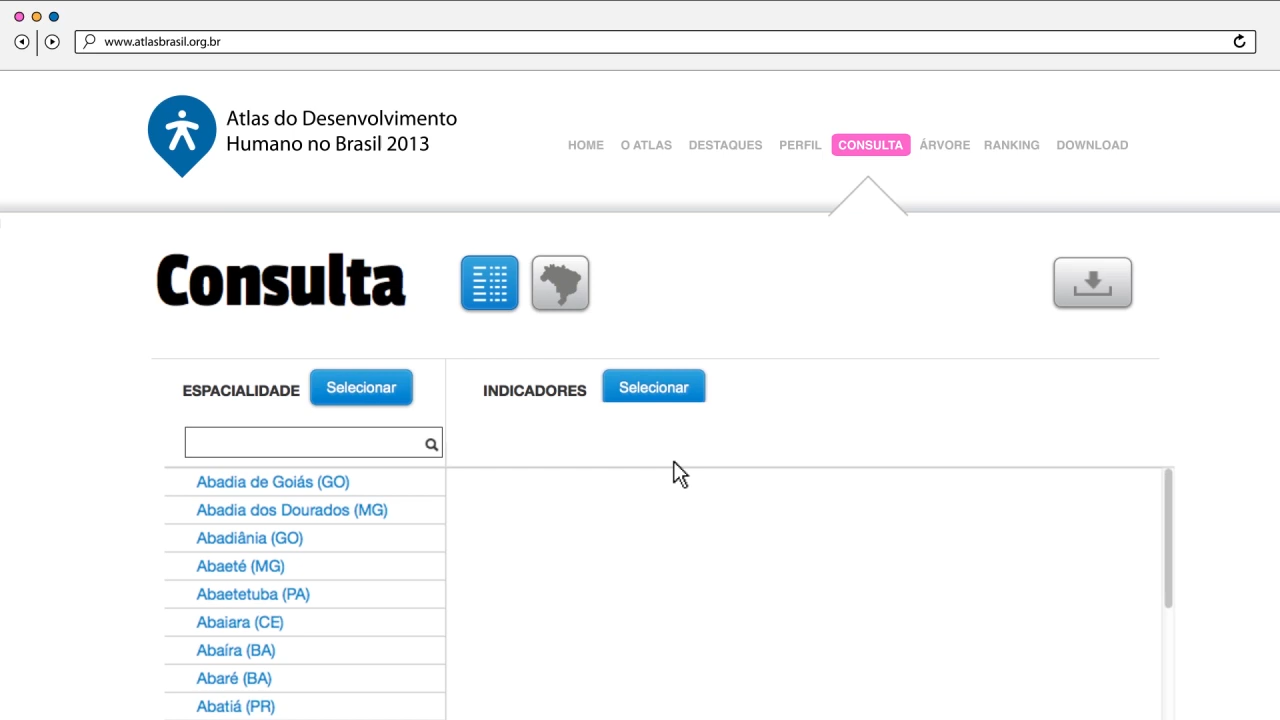 www.atlasbrasil.org.br
Atlas do Desenvolvimento
Humano no Brasil 2013
HOME O ATLAS DESTAQUES PERFIL CONSULTA ÁRVORE RANKING DOWNLOAD
Consulta
ESPACIALIDADE Selecionar INDICADORES Selecionar
Abadia de Goiás (GO)
Abadia dos Dourados (MG)
Abadiânia (GO)
Abaeté (MG)
Abaetetuba (PA)
Abaiara (CE)
Abaíra (BA)
Abaré (BA)
Abatiá (PR)